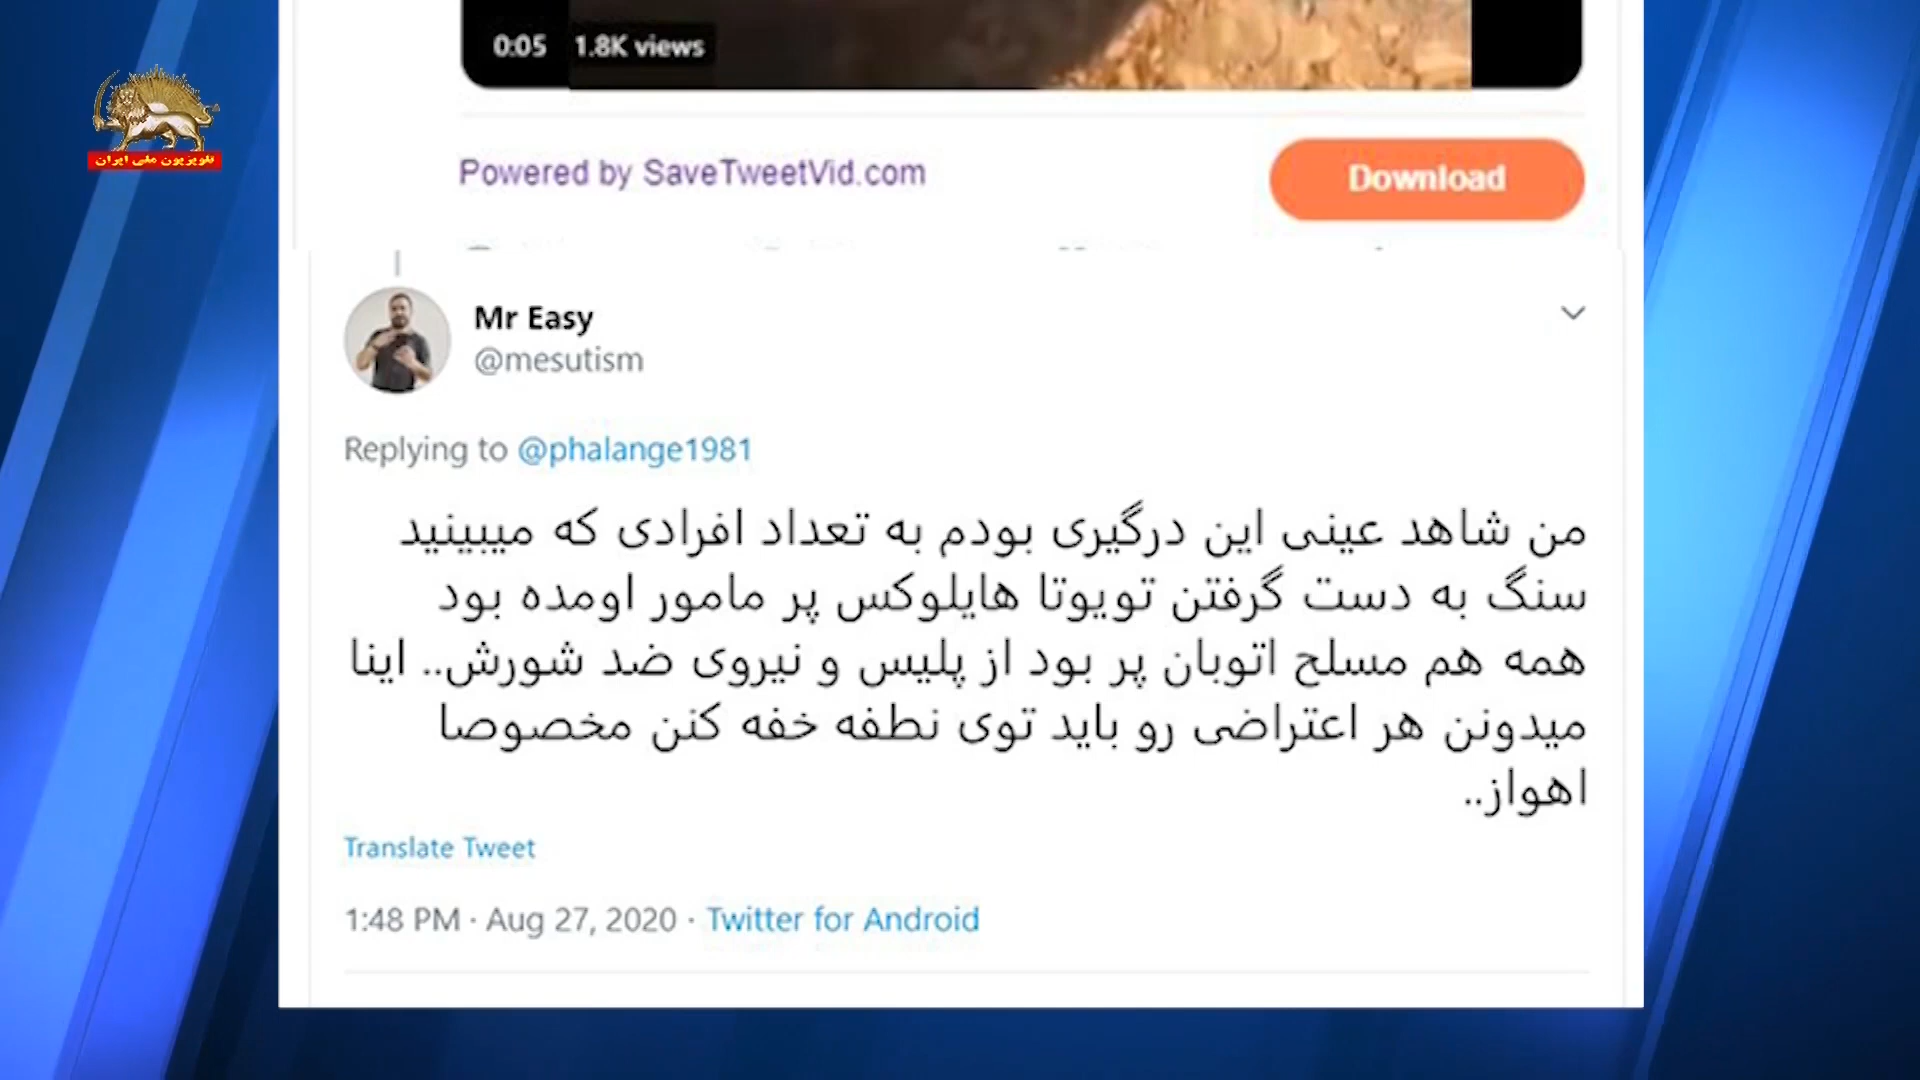 0:05 1.8K views
تلویزیون ملی ایران
Powered by SaveTweetVid.com
Download
Mr Easy
@mesutism
Replying to @phalange1981
من شاهد عینی این درگیری بودم به تعداد افرادی که میبینید
سنگ به دست گرفتن تویوتا هایلوکس پر مامور اومده بود
همه هم مسلح اتوبان پر بود از پلیس و نیروی ضد شورش.. اینا
میدونن هر اعتراضی رو باید توی نطفه خفه کنن مخصوصا
اهواز..
Translate Tweet
1:48 PM · Aug 27, 2020 · Twitter for Android